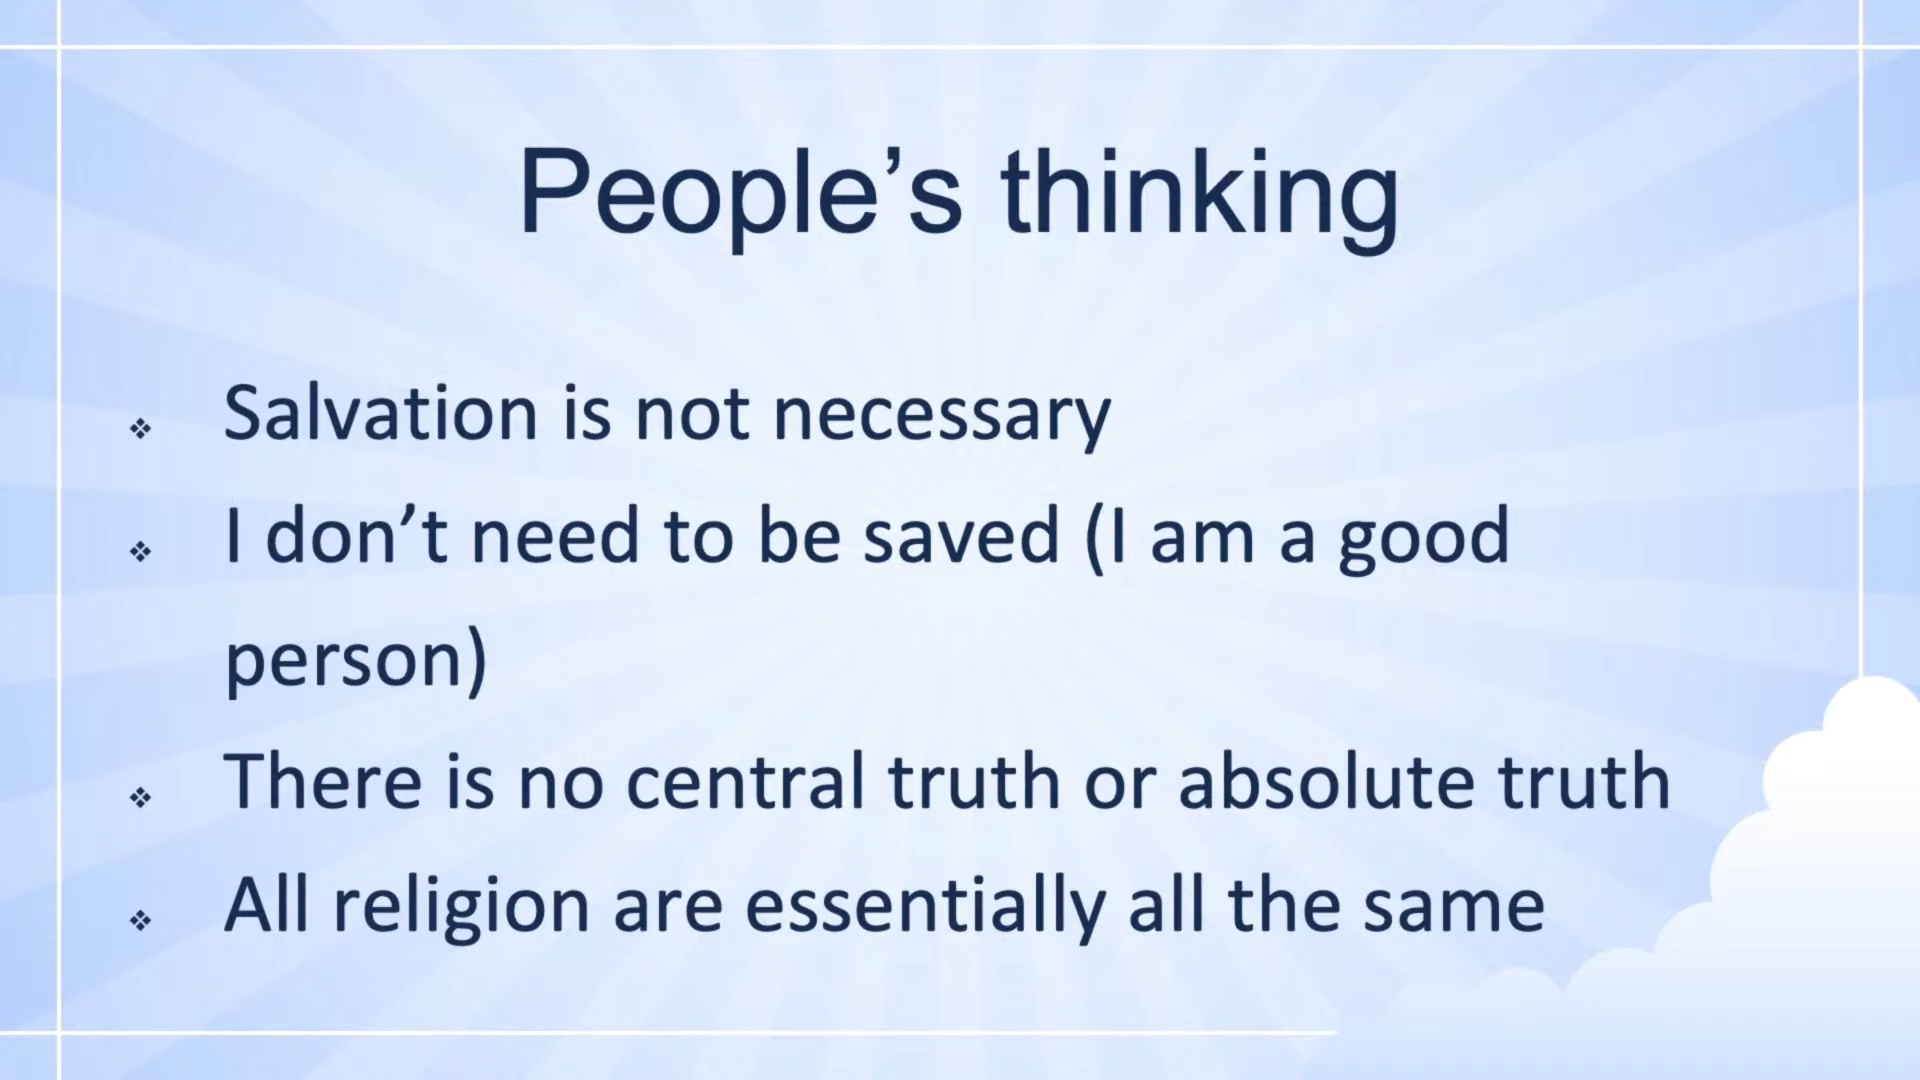 People’s thinking
❖ Salvation is not necessary
❖ I don’t need to be saved (I am a good
person)
❖ There is no central truth or absolute truth
❖ All religion are essentially all the same